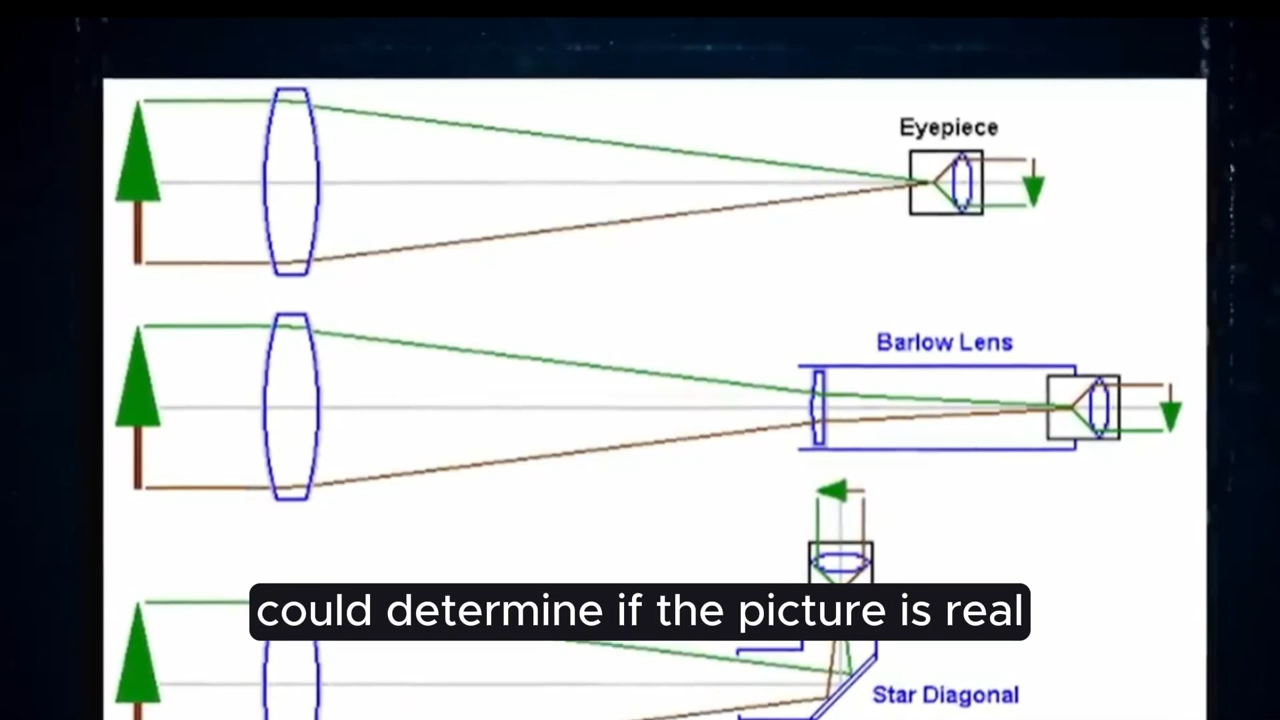 Eyepiece
Barlow Lens
could determine if the picture is real
Star Diagonal